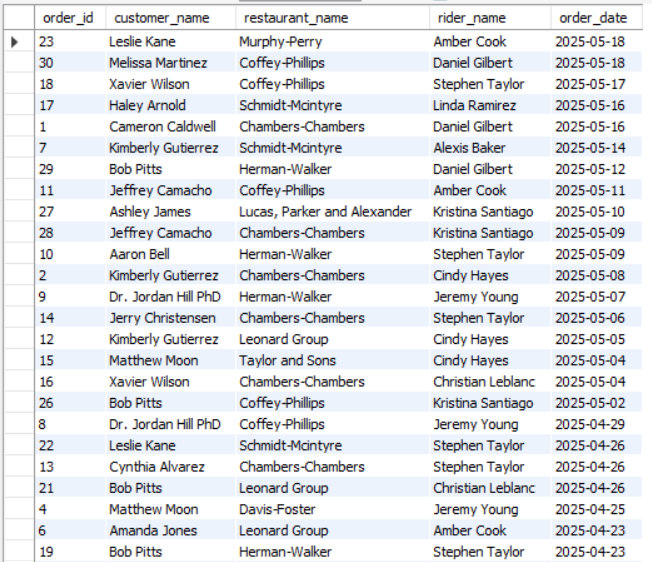 order_id customer_name restaurant_name rider_name order_date
23 Leslie Kane Murphy-Perry Amber Cook 2025-05-18
30 Melissa Martinez Coffey-Phillips Daniel Gilbert 2025-05-18
18 Xavier Wilson Coffey-Phillips Stephen Taylor 2025-05-17
17 Haley Arnold Schmidt-Mcintyre Linda Ramirez 2025-05-16
1 Cameron Caldwell Chambers-Chambers Daniel Gilbert 2025-05-16
7 Kimberly Gutierrez Schmidt-Mcintyre Alexis Baker 2025-05-14
29 Bob Pitts Herman-Walker Daniel Gilbert 2025-05-12
11 Jeffrey Camacho Coffey-Phillips Amber Cook 2025-05-11
27 Ashley James Lucas, Parker and Alexander Kristina Santiago 2025-05-10
28 Jeffrey Camacho Chambers-Chambers Kristina Santiago 2025-05-09
10 Aaron Bell Herman-Walker Stephen Taylor 2025-05-09
2 Kimberly Gutierrez Chambers-Chambers Cindy Hayes 2025-05-08
9 Dr. Jordan Hill PhD Herman-Walker Jeremy Young 2025-05-07
14 Jerry Christensen Chambers-Chambers Stephen Taylor 2025-05-06
12 Kimberly Gutierrez Leonard Group Cindy Hayes 2025-05-05
15 Matthew Moon Taylor and Sons Cindy Hayes 2025-05-04
16 Xavier Wilson Chambers-Chambers Christian Leblanc 2025-05-04
26 Bob Pitts Coffey-Phillips Kristina Santiago 2025-05-02
8 Dr. Jordan Hill PhD Coffey-Phillips Jeremy Young 2025-04-29
22 Leslie Kane Schmidt-Mcintyre Stephen Taylor 2025-04-26
13 Cynthia Alvarez Chambers-Chambers Stephen Taylor 2025-04-26
21 Bob Pitts Leonard Group Christian Leblanc 2025-04-26
4 Matthew Moon Davis-Foster Jeremy Young 2025-04-25
6 Amanda Jones Leonard Group Amber Cook 2025-04-23
19 Bob Pitts Herman-Walker Stephen Taylor 2025-04-23